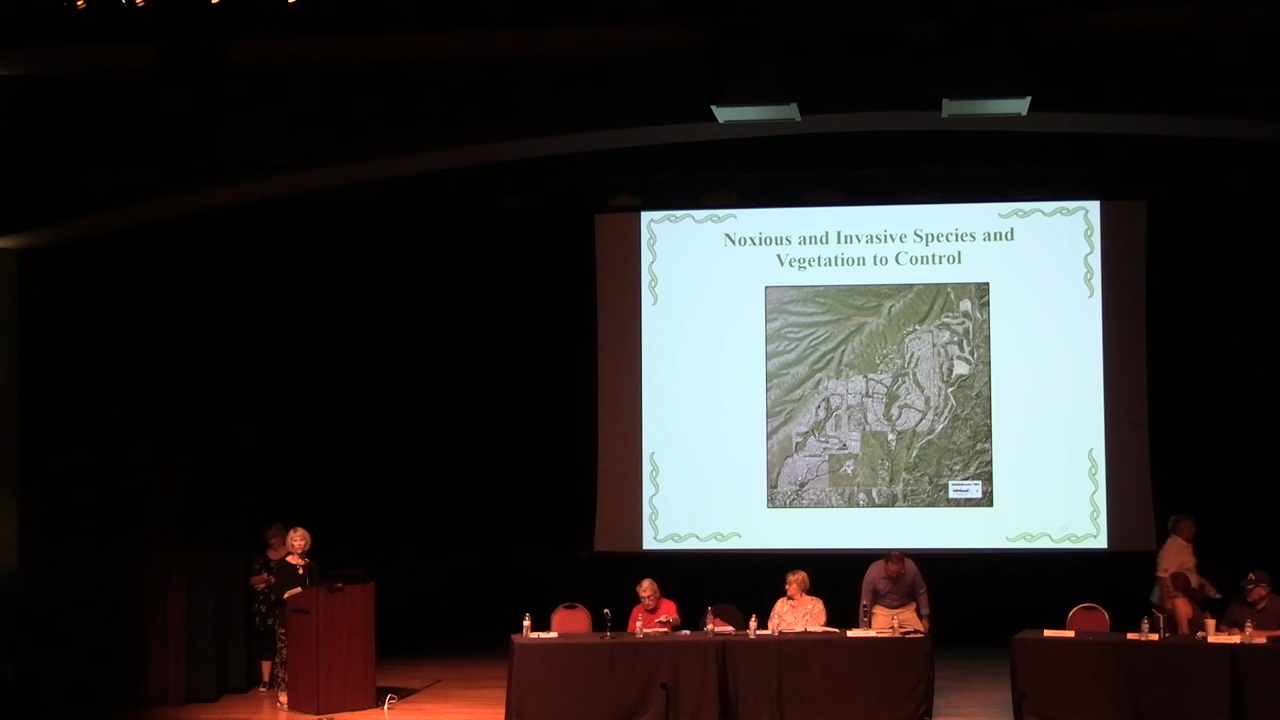 Noxious and Invasive Species and
Vegetation to Control